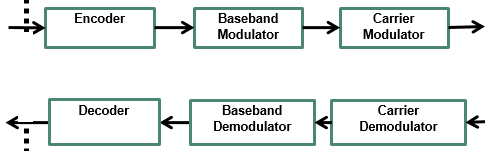 Encoder
Baseband
Modulator
Carrier
Modulator
Decoder
Baseband
Demodulator
Carrier
Demodulator